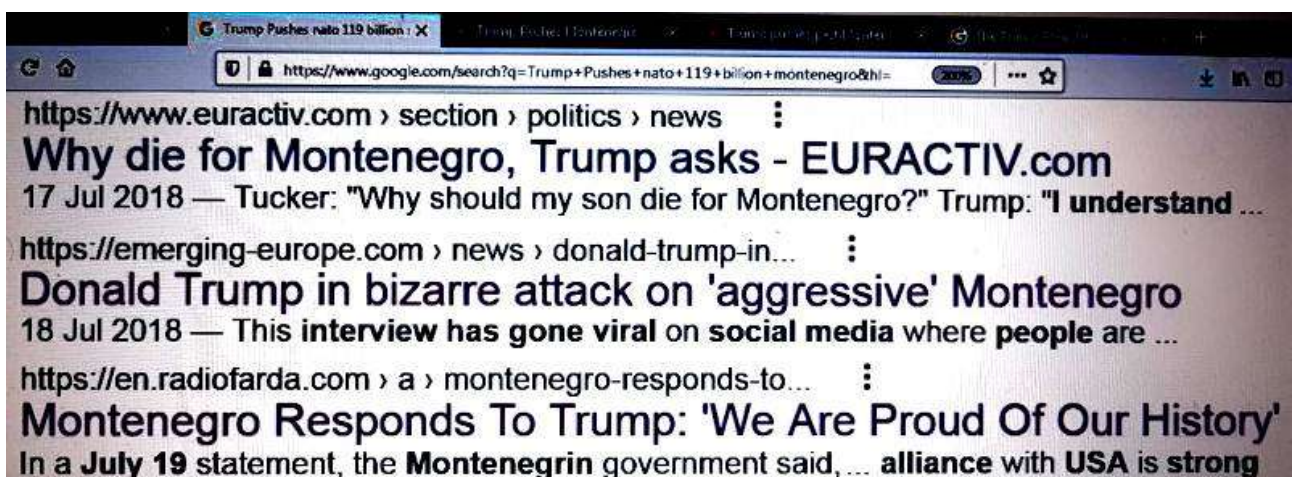 Trump Pushes nato 119 billion
https://www.google.com/search?q=Trump+Pushes+nato+119+billion+montenegro&hl=
200%
https://www.euractiv.com › section › politics › news
Why die for Montenegro, Trump asks - EURACTIV.com
17 Jul 2018 — Tucker: "Why should my son die for Montenegro?" Trump: "I understand ...
https://emerging-europe.com › news › donald-trump-in...
Donald Trump in bizarre attack on 'aggressive' Montenegro
18 Jul 2018 — This interview has gone viral on social media where people are ...
https://en.radiofarda.com › a › montenegro-responds-to...
Montenegro Responds To Trump: 'We Are Proud Of Our History'
In a July 19 statement, the Montenegrin government said, ... alliance with USA is strong